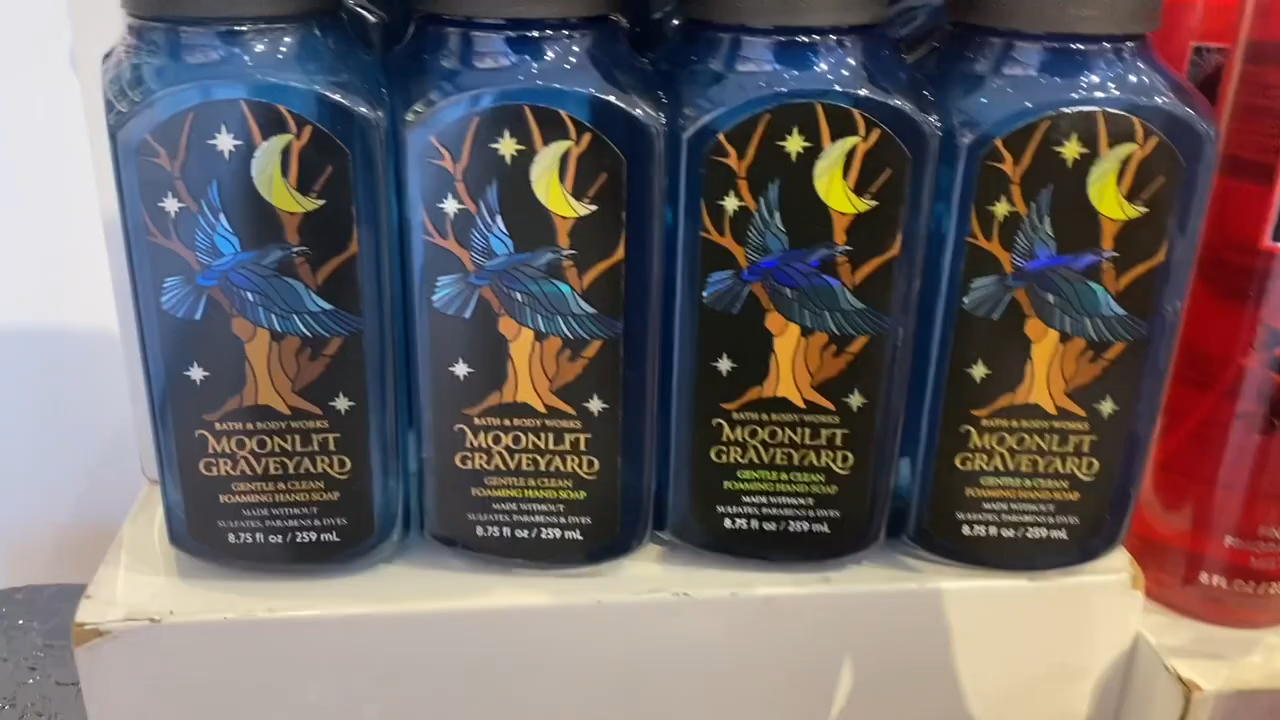 BATH & BODY WORKS
MOONLIT
GRAVEYARD
GENTLE & CLEAN
FOAMING HAND SOAP
MADE WITHOUT
SULFATES, PARABENS & DYES
8.75 fl oz / 259 mL
BATH & BODY WORKS
MOONLIT
GRAVEYARD
GENTLE & CLEAN
FOAMING HAND SOAP
MADE WITHOUT
SULFATES, PARABENS & DYES
8.75 fl oz / 259 mL
BATH & BODY WORKS
MOONLIT
GRAVEYARD
GENTLE & CLEAN
FOAMING HAND SOAP
MADE WITHOUT
SULFATES, PARABENS & DYES
8.75 fl oz / 259 mL
BATH & BODY WORKS
MOONLIT
GRAVEYARD
GENTLE & CLEAN
FOAMING HAND SOAP
MADE WITHOUT
SULFATES, PARABENS & DYES
8.75 fl oz / 259 mL
8 FL OZ /